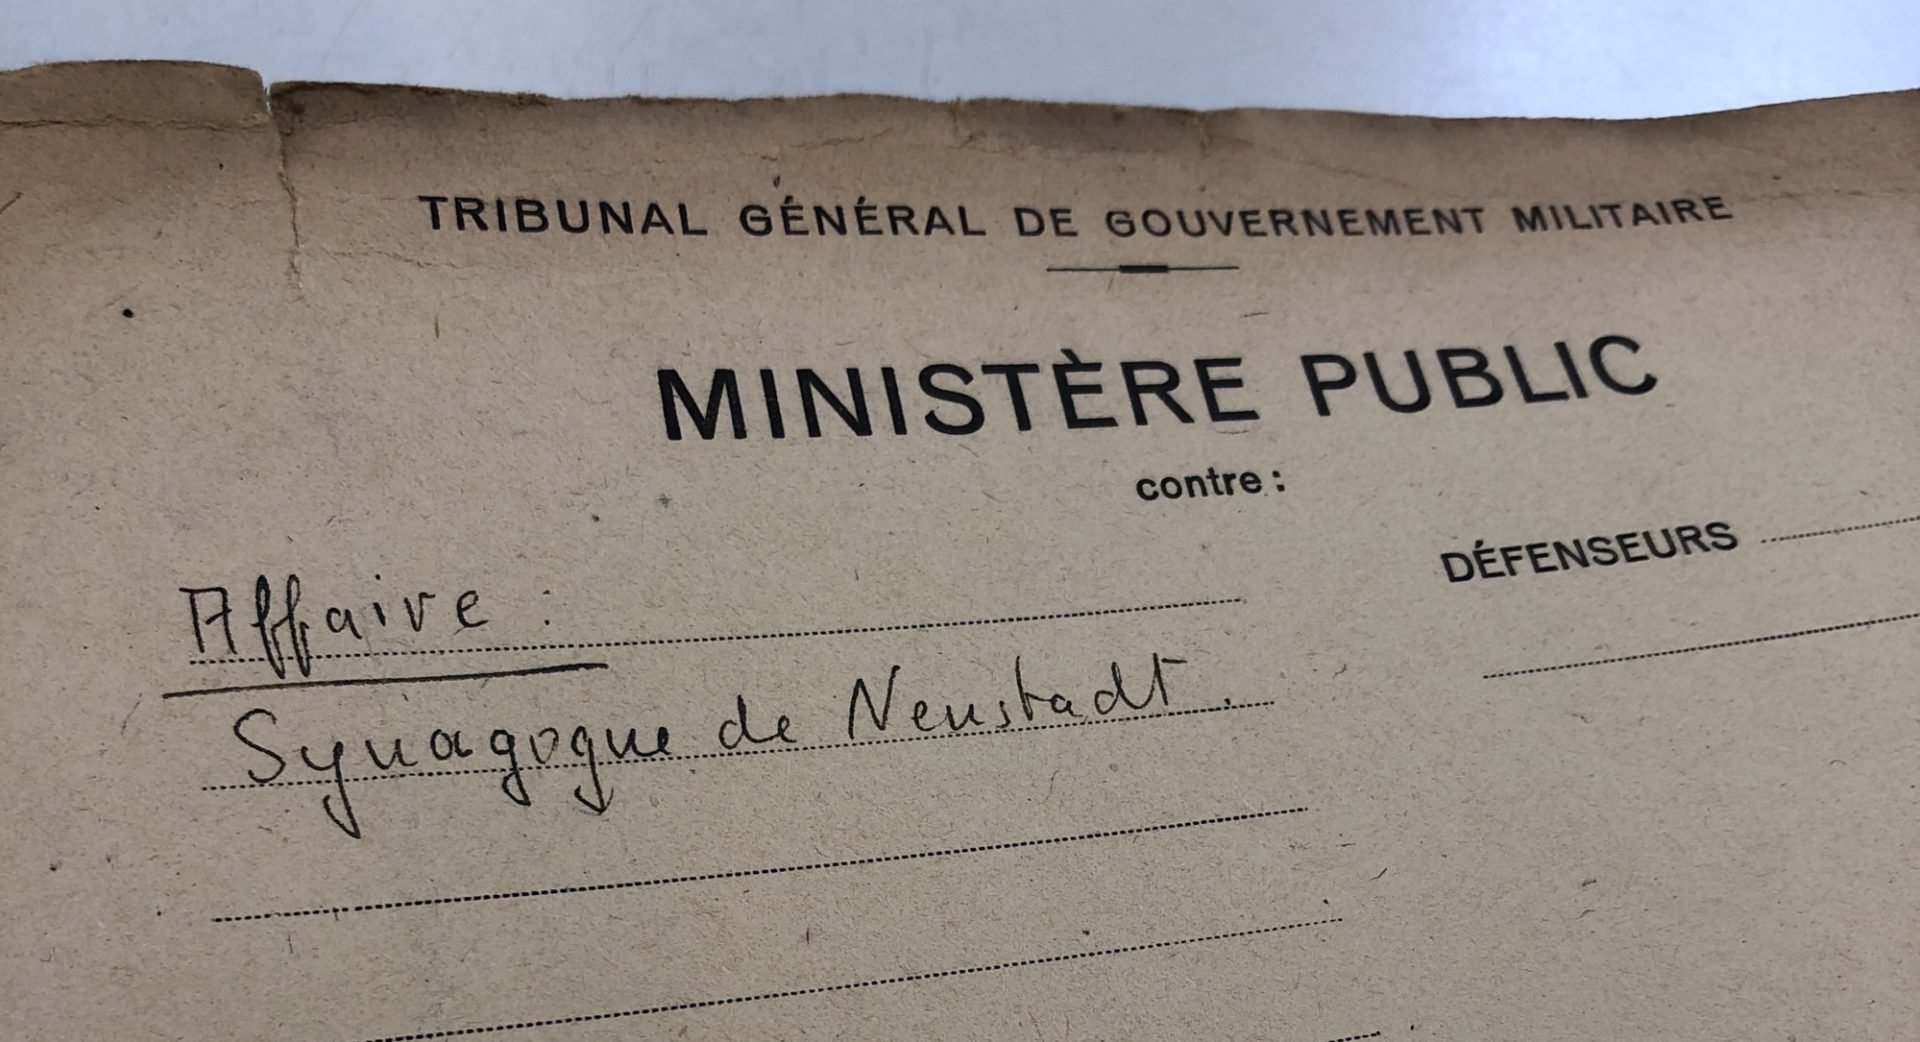 TRIBUNAL GÉNÉRAL DE GOUVERNEMENT MILITAIRE
MINISTÈRE PUBLIC
contre :
DÉFENSEURS
Affaire :
Synagogue de Neustadt.